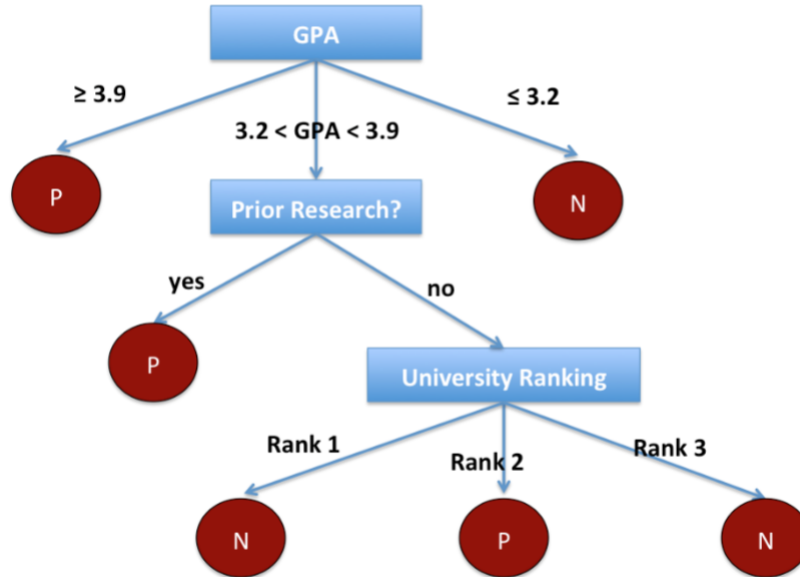 GPA
≥ 3.9
≤ 3.2
3.2 < GPA < 3.9
P
Prior Research?
N
yes
no
P
University Ranking
Rank 1
Rank 2
Rank 3
N
P
N